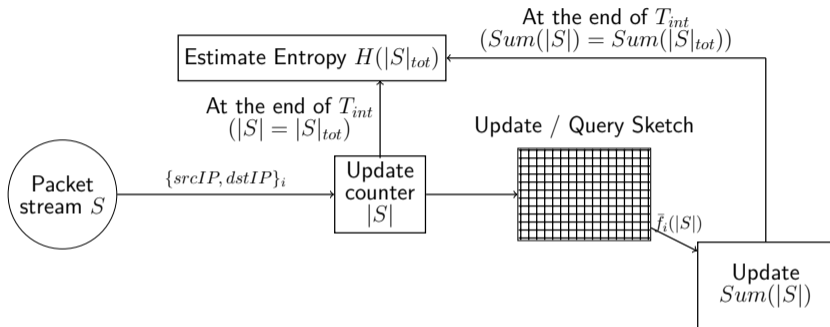 At the end of $T_{int}$
$(Sum(|S|) = Sum(|S|_{tot}))$
Estimate Entropy $H(|S|_{tot})$
At the end of $T_{int}$
$(|S| = |S|_{tot})$
Update / Query Sketch
Packet
stream $S$
$\{srcIP, dstIP\}_i$
Update
counter
$|S|$
$\bar{f}_i(|S|)$
Update
$Sum(|S|)$